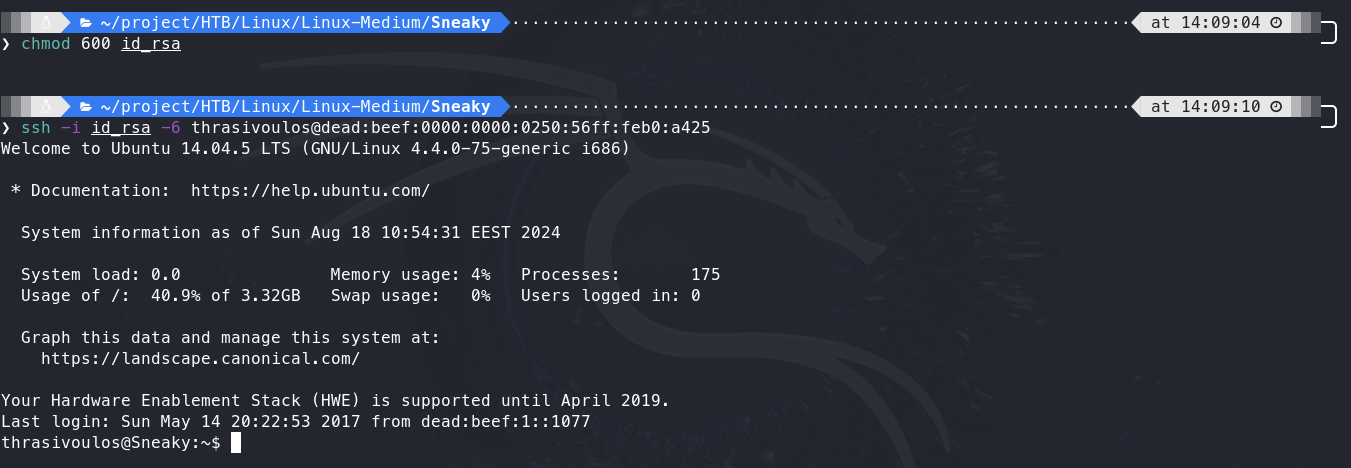 ~/project/HTB/Linux/Linux-Medium/Sneaky at 14:09:04
❯ chmod 600 id_rsa
~/project/HTB/Linux/Linux-Medium/Sneaky at 14:09:10
❯ ssh -i id_rsa -6 thrasivoulos@dead:beef:0000:0000:0250:56ff:feb0:a425
Welcome to Ubuntu 14.04.5 LTS (GNU/Linux 4.4.0-75-generic i686)
* Documentation:  https://help.ubuntu.com/
System information as of Sun Aug 18 10:54:31 EEST 2024
System load: 0.0 Memory usage: 4% Processes: 175
Usage of /: 40.9% of 3.32GB Swap usage: 0% Users logged in: 0
Graph this data and manage this system at:
https://landscape.canonical.com/
Your Hardware Enablement Stack (HWE) is supported until April 2019.
Last login: Sun May 14 20:22:53 2017 from dead:beef:1::1077
thrasivoulos@Sneaky:~$